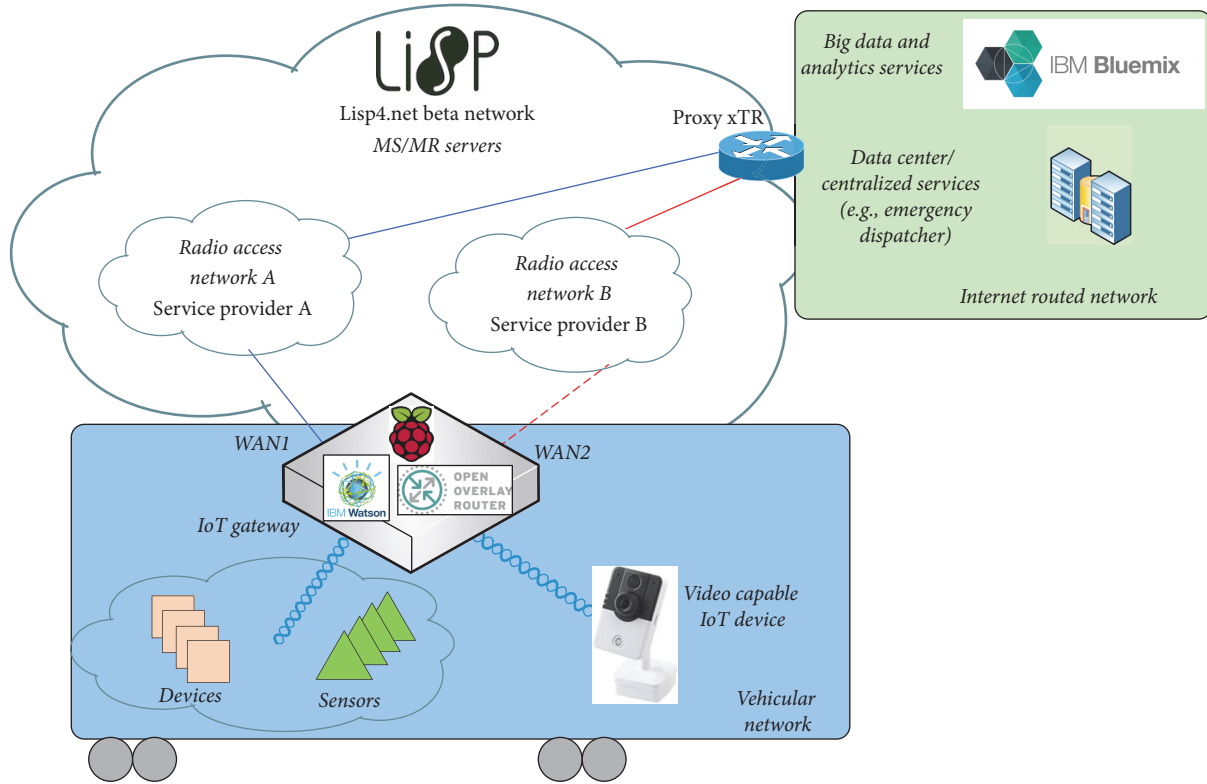 LiSP
Lisp4.net beta network
MS/MR servers
Proxy xTR
Big data and
analytics services
IBM Bluemix
Data center/
centralized services
(e.g., emergency
dispatcher)
Internet routed network
Radio access
network A
Service provider A
Radio access
network B
Service provider B
WAN1
WAN2
IBM Watson
OPEN
OVERLAY
ROUTER
IoT gateway
Devices
Sensors
Video capable
IoT device
Vehicular
network